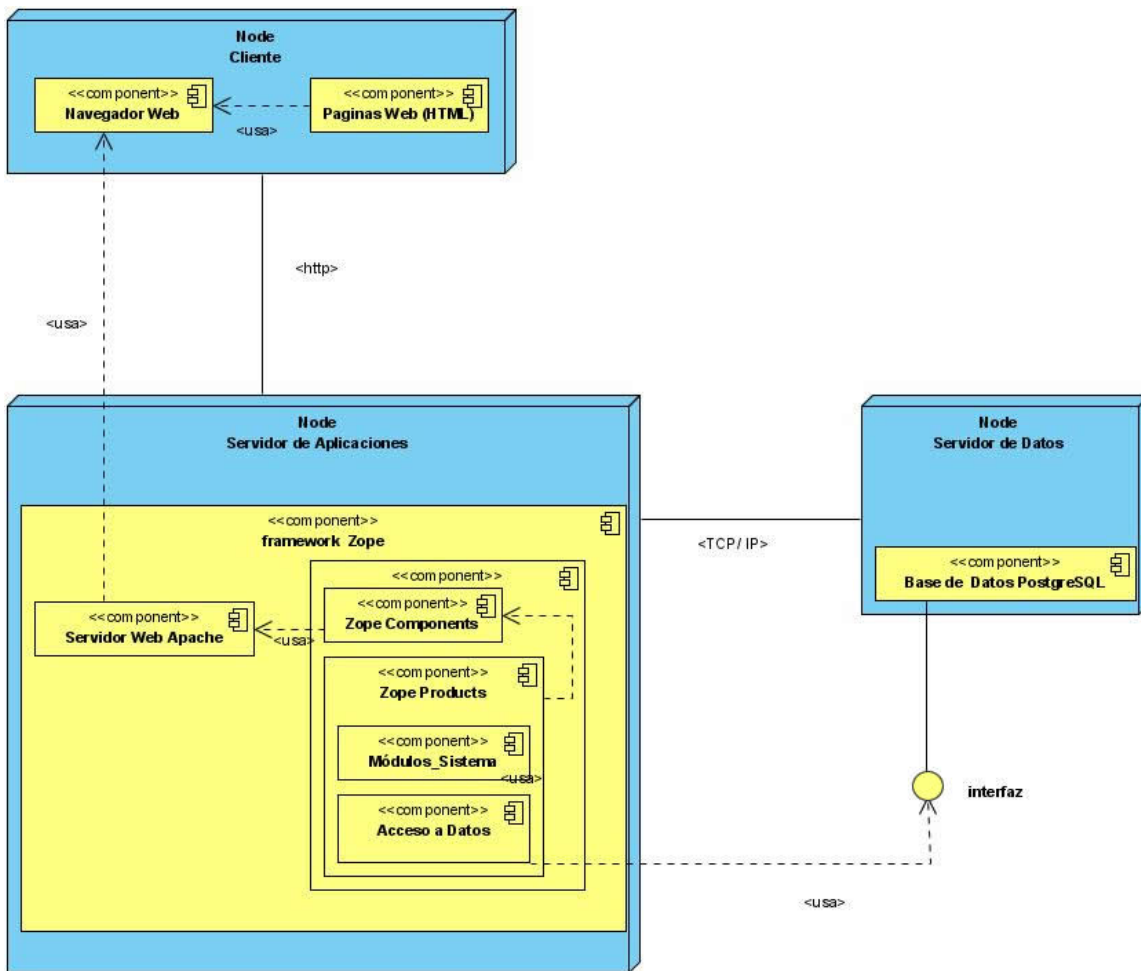 Node
Cliente
<<component>>
Navegador Web
<<component>>
Paginas Web (HTML)
<usa>
<http>
<usa>
Node
Servidor de Aplicaciones
<<component>>
framework Zope
<<component>>
<<component>>
Zope Components
<<component>>
Servidor Web Apache
<usa>
<<component>>
Zope Products
<<component>>
Módulos_Sistema
<usa>
<<component>>
Acceso a Datos
<TCP/ IP>
Node
Servidor de Datos
<<component>>
Base de Datos PostgreSQL
interfaz
<usa>